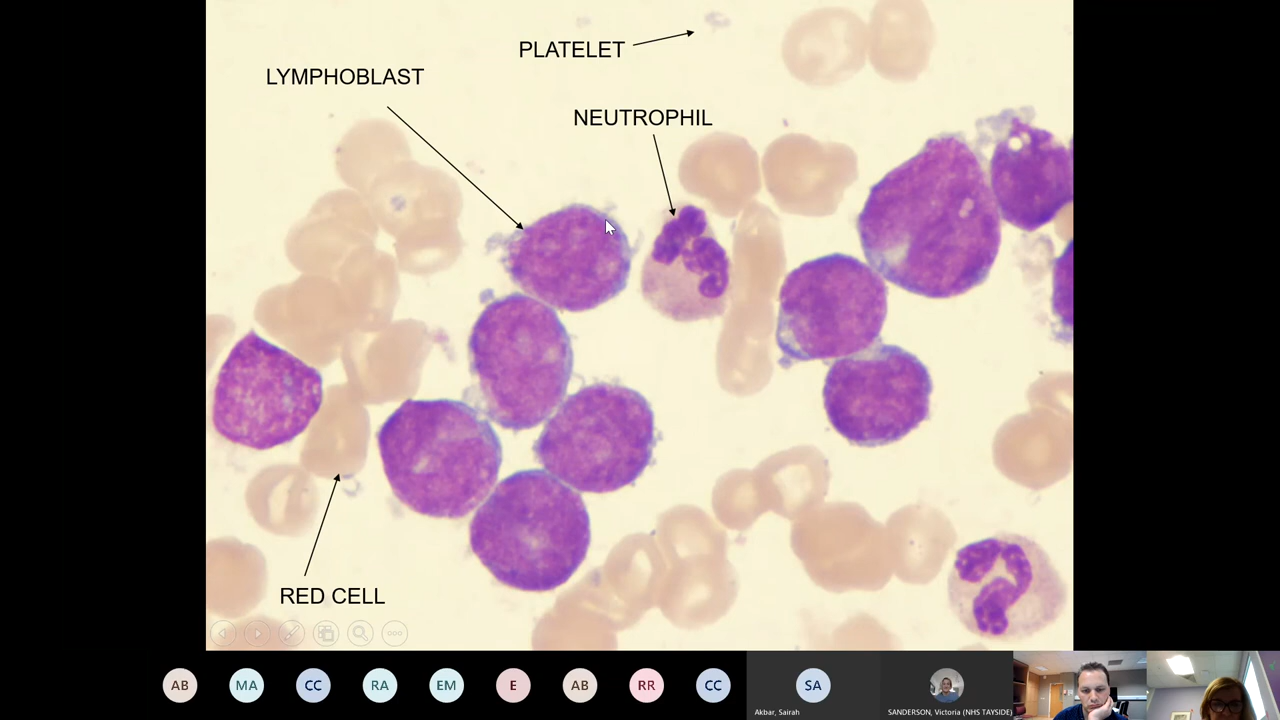 PLATELET
LYMPHOBLAST
NEUTROPHIL
RED CELL
AB MA CC RA EM E AB RR CC SA
Akbar, Sairah
SANDERSON, Victoria (NHS TAYSIDE)